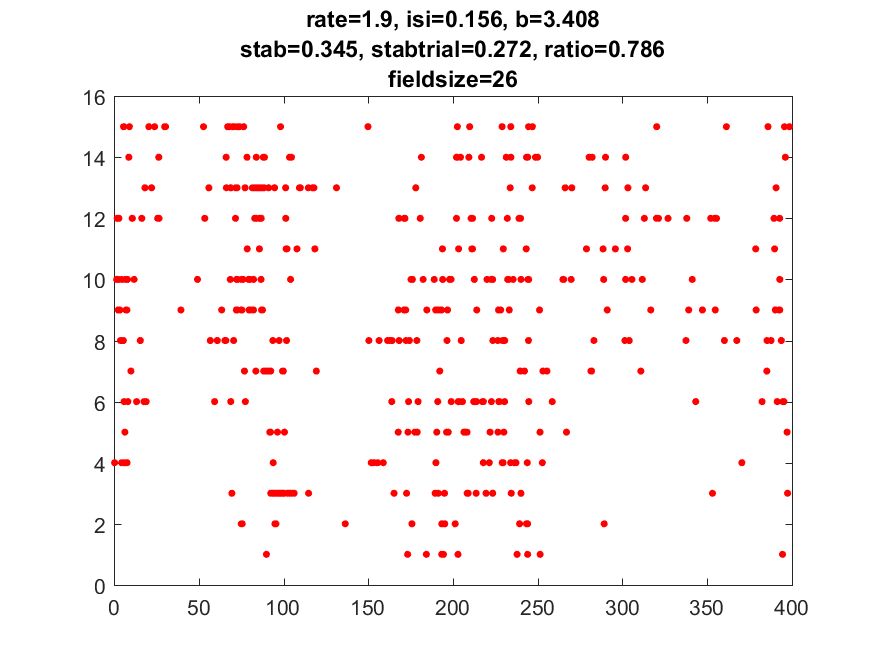 rate=1.9, isi=0.156, b=3.408
stab=0.345, stabtrial=0.272, ratio=0.786
fieldsize=26
16
14
12
10
8
6
4
2
0
0 50 100 150 200 250 300 350 400